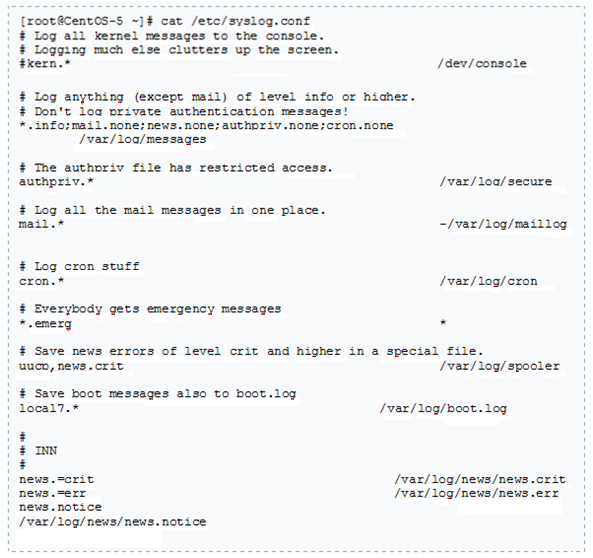 [root@CentOS-5 ~]# cat /etc/syslog.conf
# Log all kernel messages to the console.
# Logging much else clutters up the screen.
#kern.* /dev/console
# Log anything (except mail) of level info or higher.
# Don't log private authentication messages!
*.info;mail.none;news.none;authpriv.none;cron.none
/var/log/messages
# The authpriv file has restricted access.
authpriv.* /var/log/secure
# Log all the mail messages in one place.
mail.* -/var/log/maillog
# Log cron stuff
cron.* /var/log/cron
# Everybody gets emergency messages
*.emerg *
# Save news errors of level crit and higher in a special file.
uucp,news.crit /var/log/spooler
# Save boot messages also to boot.log
local7.* /var/log/boot.log
#
# INN
#
news.=crit /var/log/news/news.crit
news.=err /var/log/news/news.err
news.notice
/var/log/news/news.notice